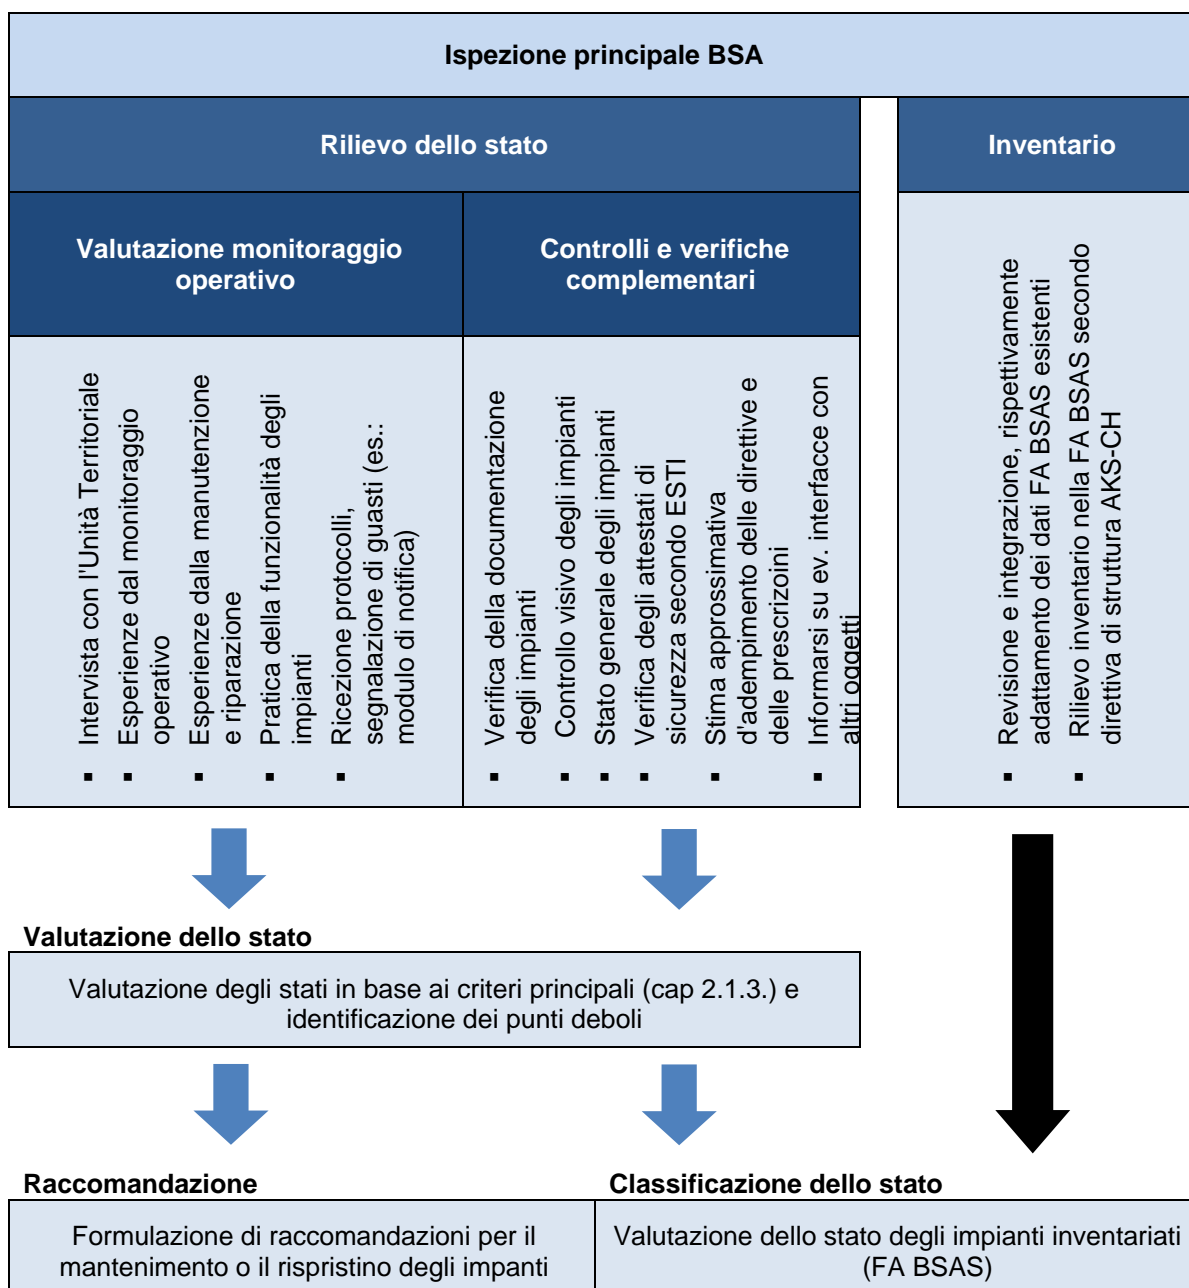 Ispezione principale BSA
Rilievo dello stato
Inventario
Valutazione monitoraggio
operativo
Controlli e verifiche
complementari
▪ Intervista con l'Unità Territoriale
▪ Esperienze dal monitoraggio
operativo
▪ Esperienze dalla manutenzione
e riparazione
▪ Pratica della funzionalità degli
impianti
▪ Ricezione protocolli,
segnalazione di guasti (es.:
modulo di notifica)
▪ Verifica della documentazione
degli impianti
▪ Controllo visivo degli impianti
▪ Stato generale degli impianti
▪ Verifica degli attestati di
sicurezza secondo ESTI
▪ Stima approssimativa
d'adempimento delle direttive e
delle prescrizoini
▪ Informarsi su ev. interfacce con
altri oggetti
▪ Revisione e integrazione, rispettivamente
adattamento dei dati FA BSAS esistenti
▪ Rilievo inventario nella FA BSAS secondo
direttiva di struttura AKS-CH
Valutazione dello stato
Valutazione degli stati in base ai criteri principali (cap 2.1.3.) e
identificazione dei punti deboli
Raccomandazione
Formulazione di raccomandazioni per il
mantenimento o il rispristino degli impanti
Classificazione dello stato
Valutazione dello stato degli impianti inventariati
(FA BSAS)